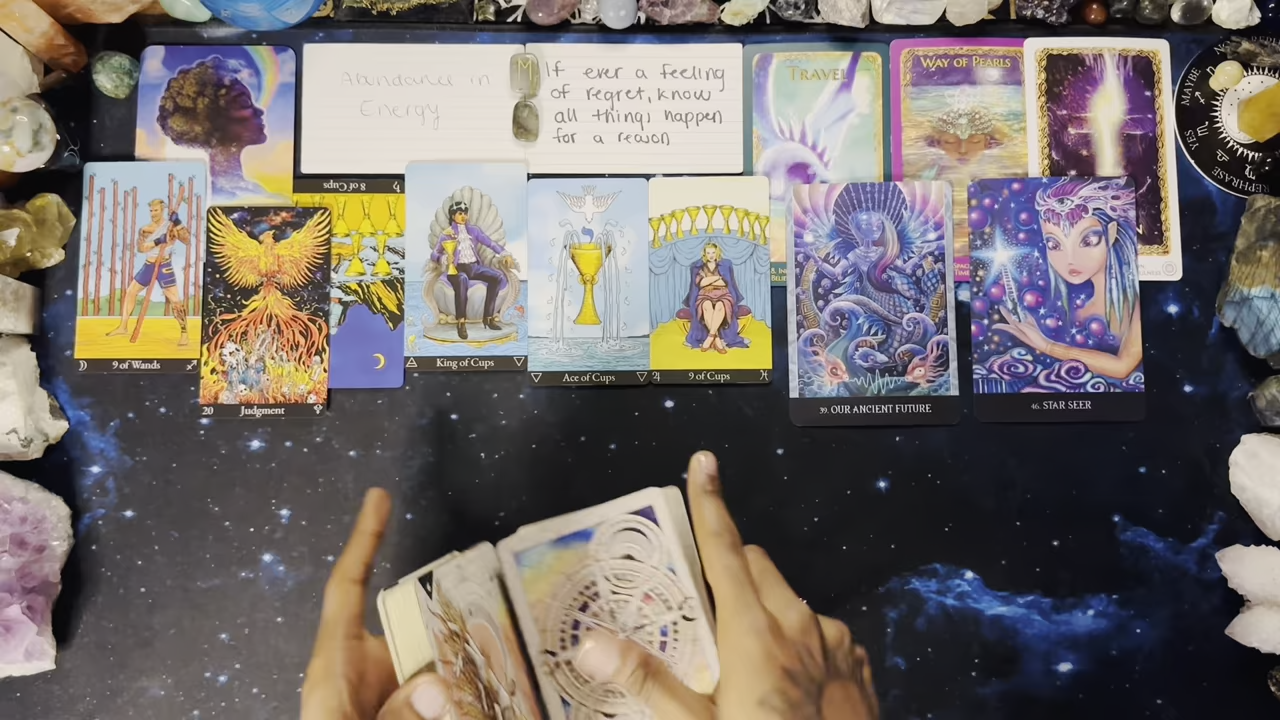 Abundance in
Energy
M
If ever a feeling
of regret, know
all things happen
for a reason
TRAVEL
WAY OF PEARLS
MAYBE
YES
REPHRASE
8 of Cups
9 of Wands
20 Judgment
King of Cups
Ace of Cups
9 of Cups
39. OUR ANCIENT FUTURE
46. STAR SEER